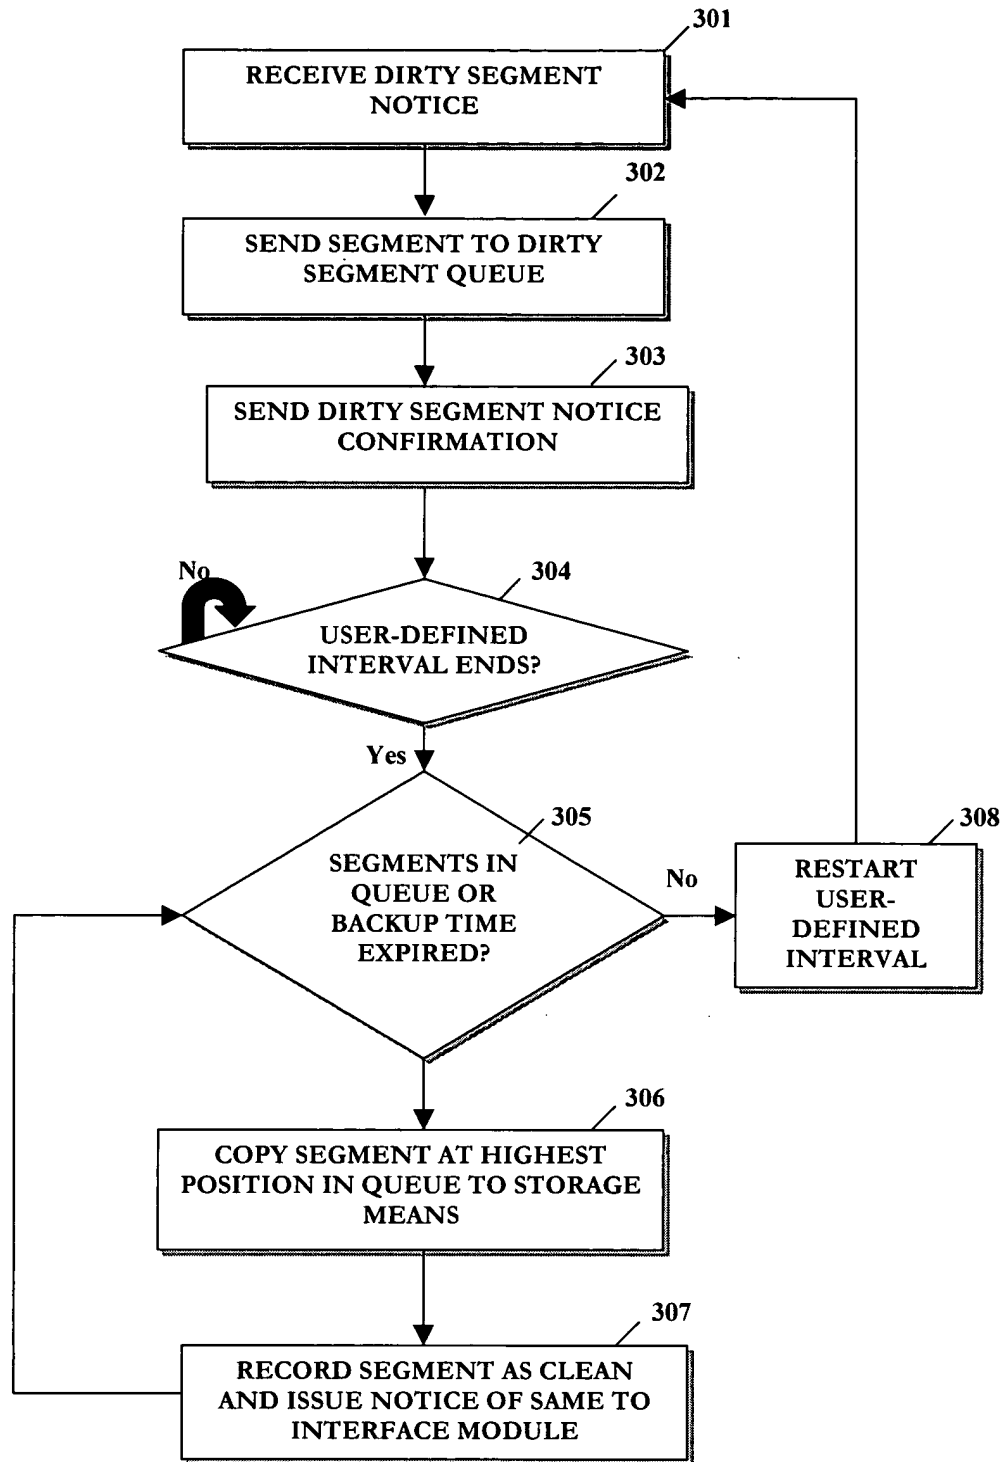 301
RECEIVE DIRTY SEGMENT
NOTICE
302
SEND SEGMENT TO DIRTY
SEGMENT QUEUE
303
SEND DIRTY SEGMENT NOTICE
CONFIRMATION
No
304
USER-DEFINED
INTERVAL ENDS?
Yes
305
SEGMENTS IN
QUEUE OR
BACKUP TIME
EXPIRED?
No
308
RESTART
USER-
DEFINED
INTERVAL
306
COPY SEGMENT AT HIGHEST
POSITION IN QUEUE TO STORAGE
MEANS
307
RECORD SEGMENT AS CLEAN
AND ISSUE NOTICE OF SAME TO
INTERFACE MODULE